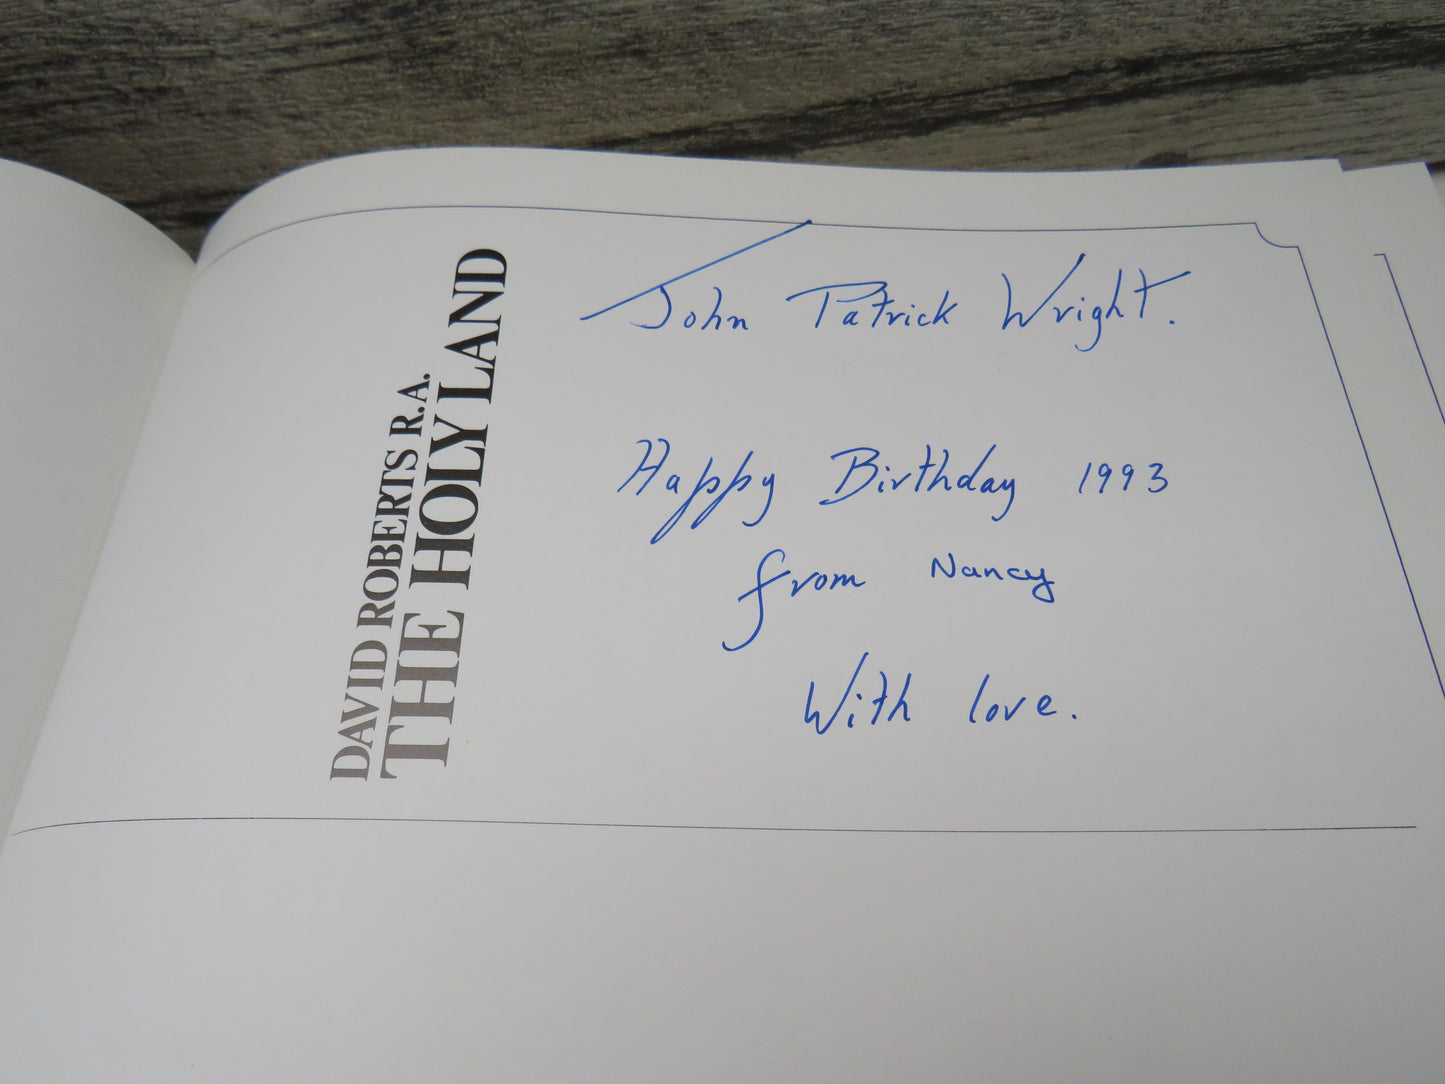 DAVID ROBERTS R.A.
THE HOLY LAND
John Patrick Wright.
Happy Birthday 1993
from Nancy
With love.